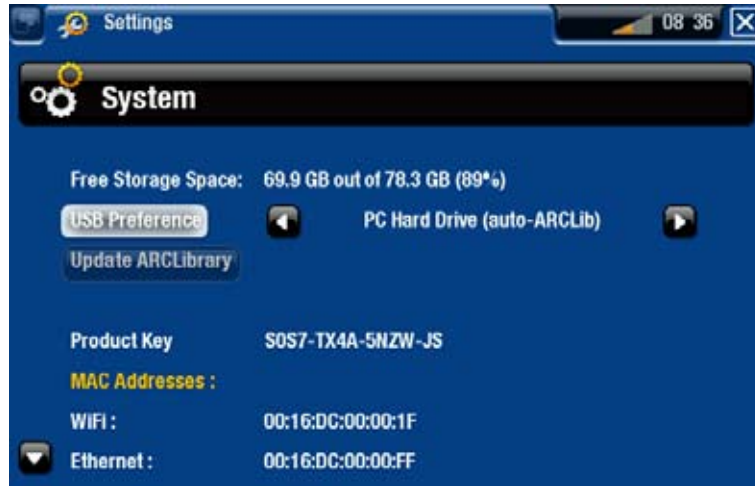 Settings
08 36
System
Free Storage Space: 69.9 GB out of 78.3 GB (89%)
USB Preference PC Hard Drive (auto-ARCLib)
Update ARCLibrary
Product Key S0S7-TX4A-5NZW-JS
MAC Addresses :
WiFi : 00:16:DC:00:00:1F
Ethernet : 00:16:DC:00:00:FF